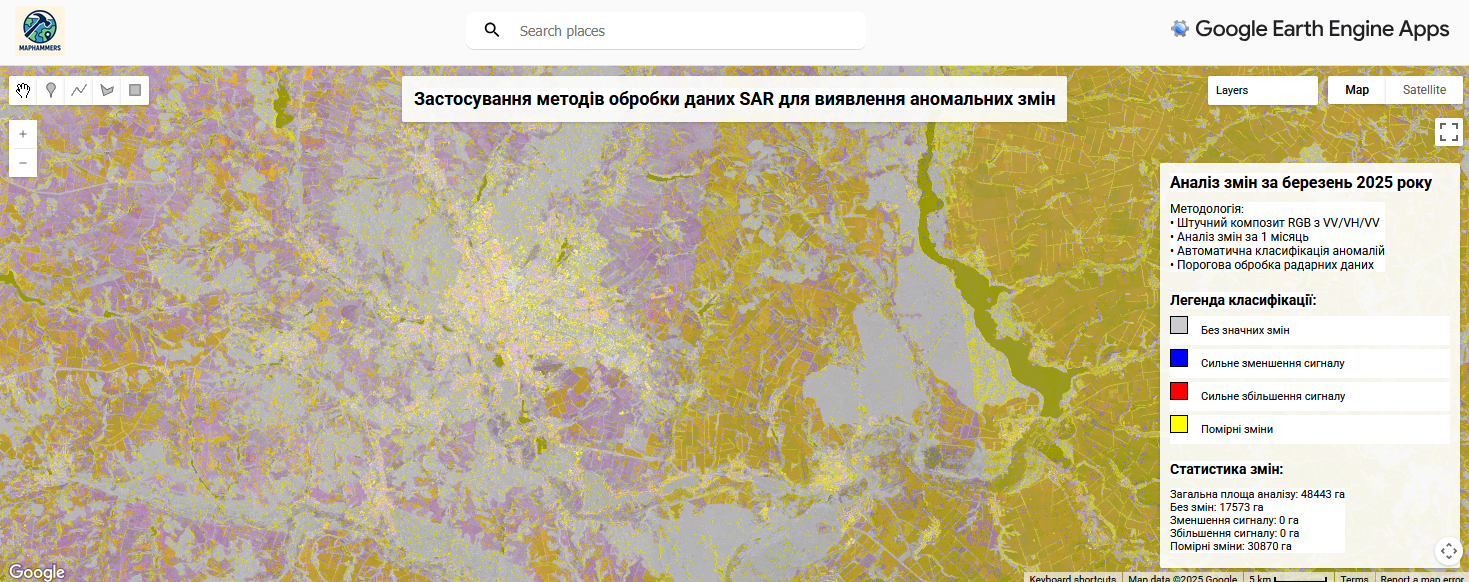 MAPHAMMERS
Search places
Google Earth Engine Apps
Застосування методів обробки даних SAR для виявлення аномальних змін
Layers
Map
Satellite
Аналіз змін за березень 2025 року
Методологія:
• Штучний композит RGB з VV/VH/VV
• Аналіз змін за 1 місяць
• Автоматична класифікація аномалій
• Порогова обробка радарних даних
Легенда класифікації:
Без значних змін
Сильне зменшення сигналу
Сильне збільшення сигналу
Помірні зміни
Статистика змін:
Загальна площа аналізу: 48443 га
Без змін: 17573 га
Зменшення сигналу: 0 га
Збільшення сигналу: 0 га
Помірні зміни: 30870 га
Google
Keyboard shortcuts
Map data ©2025 Google
5 km
Terms
Report a map error